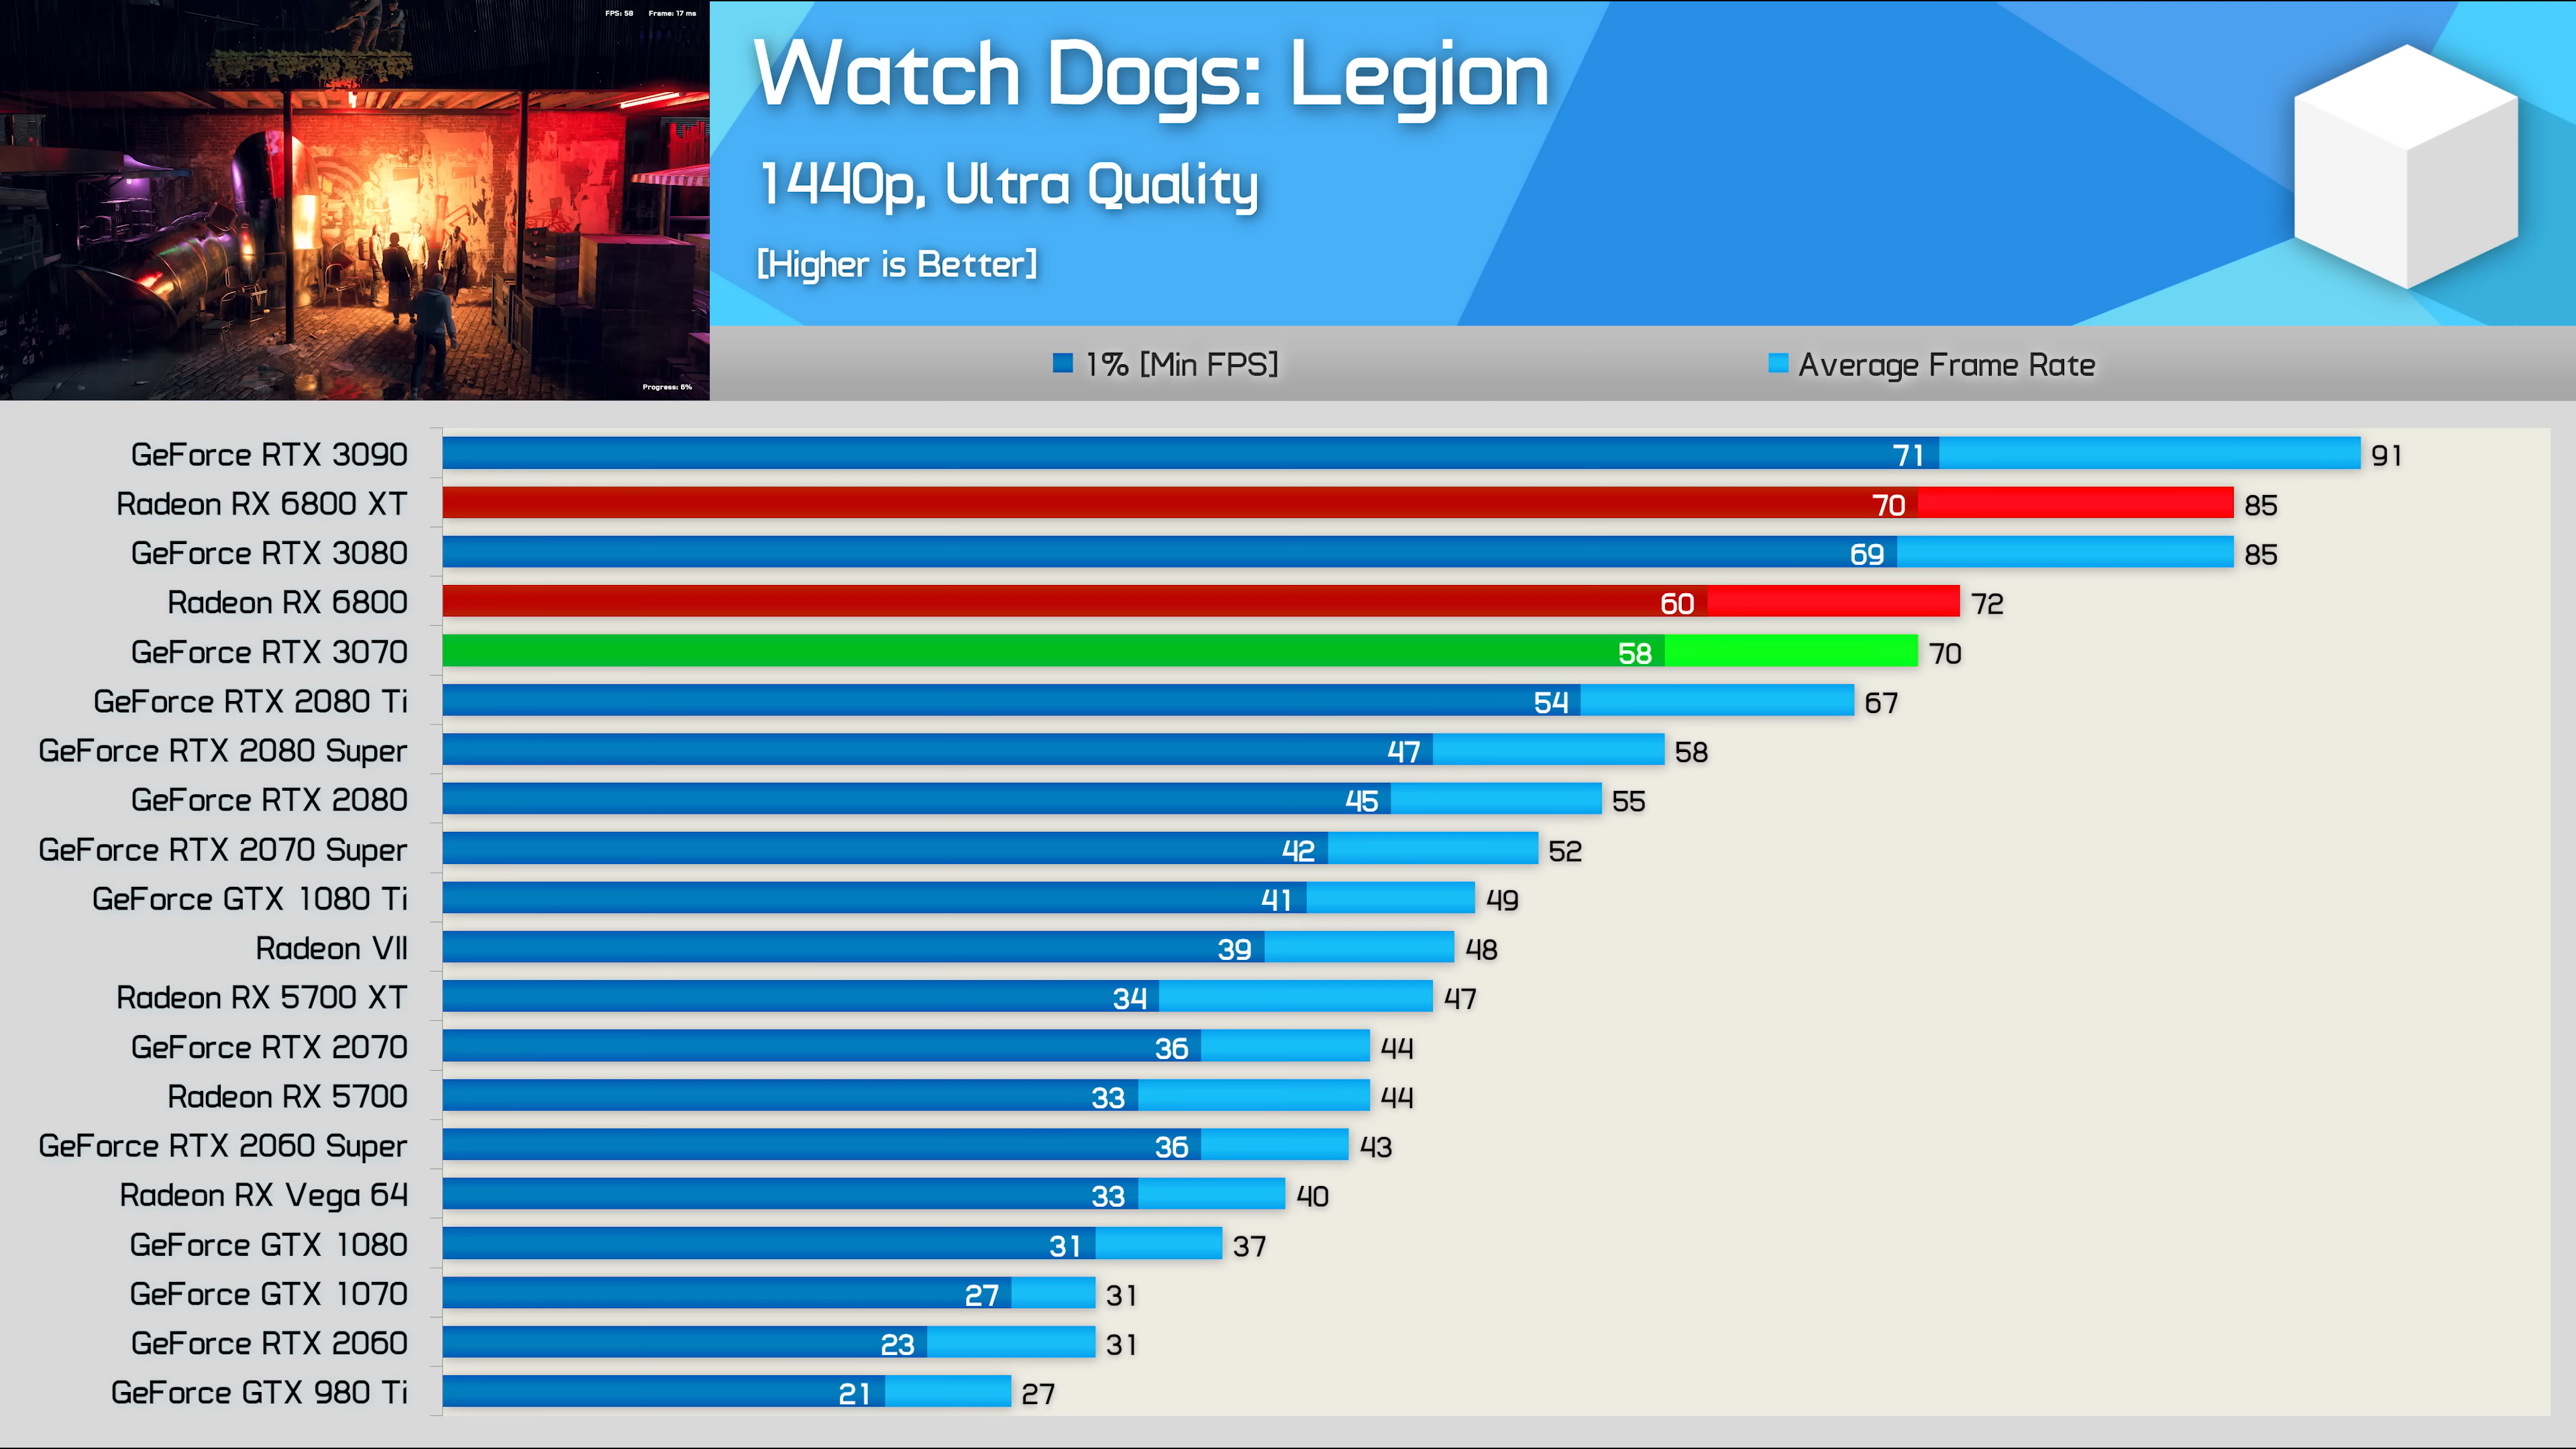 FPS: 58 Frame: 17 ms
Progress: 6%
Watch Dogs: Legion
1440p, Ultra Quality
[Higher is Better]
1% [Min FPS] Average Frame Rate
GeForce RTX 3090 71 91
Radeon RX 6800 XT 70 85
GeForce RTX 3080 69 85
Radeon RX 6800 60 72
GeForce RTX 3070 58 70
GeForce RTX 2080 Ti 54 67
GeForce RTX 2080 Super 47 58
GeForce RTX 2080 45 55
GeForce RTX 2070 Super 42 52
GeForce GTX 1080 Ti 41 49
Radeon VII 39 48
Radeon RX 5700 XT 34 47
GeForce RTX 2070 36 44
Radeon RX 5700 33 44
GeForce RTX 2060 Super 36 43
Radeon RX Vega 64 33 40
GeForce GTX 1080 31 37
GeForce GTX 1070 27 31
GeForce RTX 2060 23 31
GeForce GTX 980 Ti 21 27